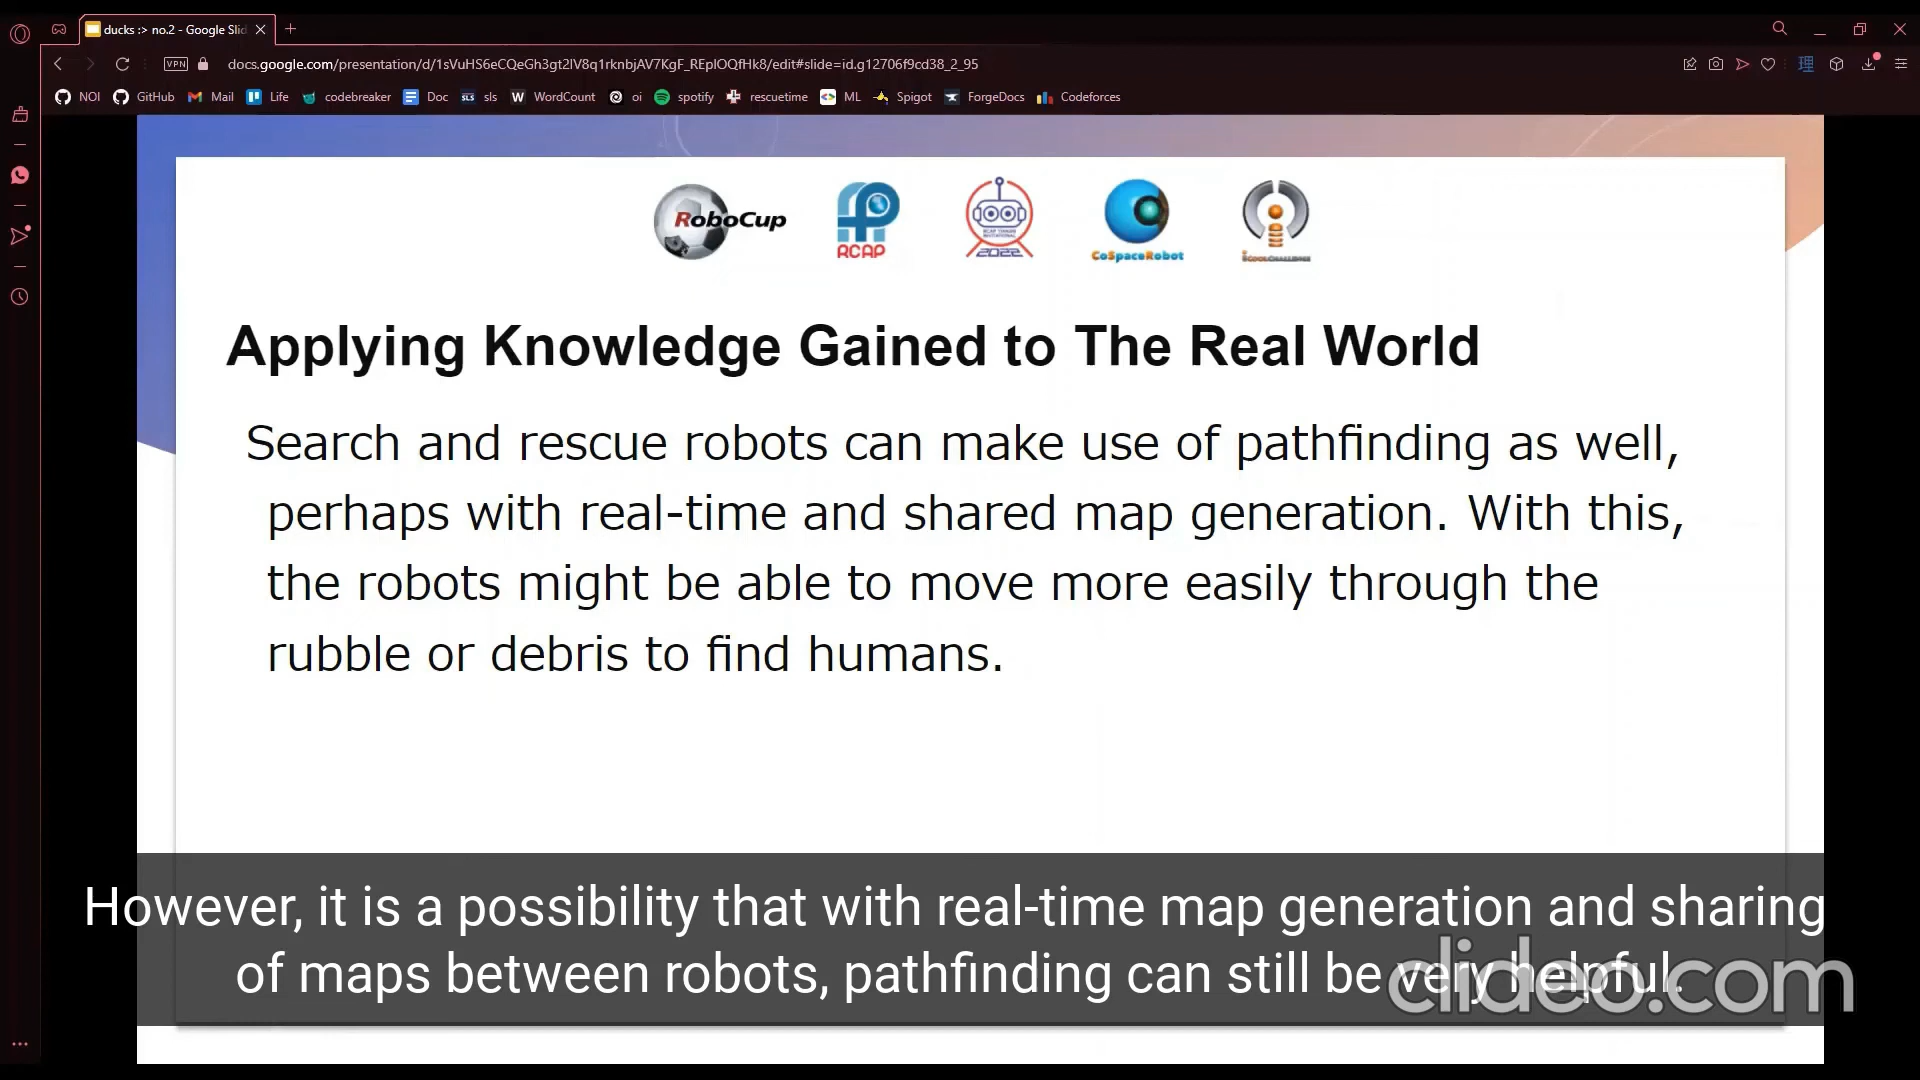 ducks :> no.2 - Google Slid
VPN docs.google.com/presentation/d/1sVuHS6eCQeGh3gt2lV8q1rknbjAV7KgF_REplOQfHk8/edit#slide=id.g12706f9cd38_2_95
NOI GitHub Mail Life codebreaker Doc sls sls W WordCount oi spotify rescuetime ML Spigot ForgeDocs Codeforces
RoboCup RCAP 2022 CoSpaceRobot
Applying Knowledge Gained to The Real World
Search and rescue robots can make use of pathfinding as well,
perhaps with real-time and shared map generation. With this,
the robots might be able to move more easily through the
rubble or debris to find humans.
However, it is a possibility that with real-time map generation and sharing
of maps between robots, pathfinding can still be very helpful.
clideo.com